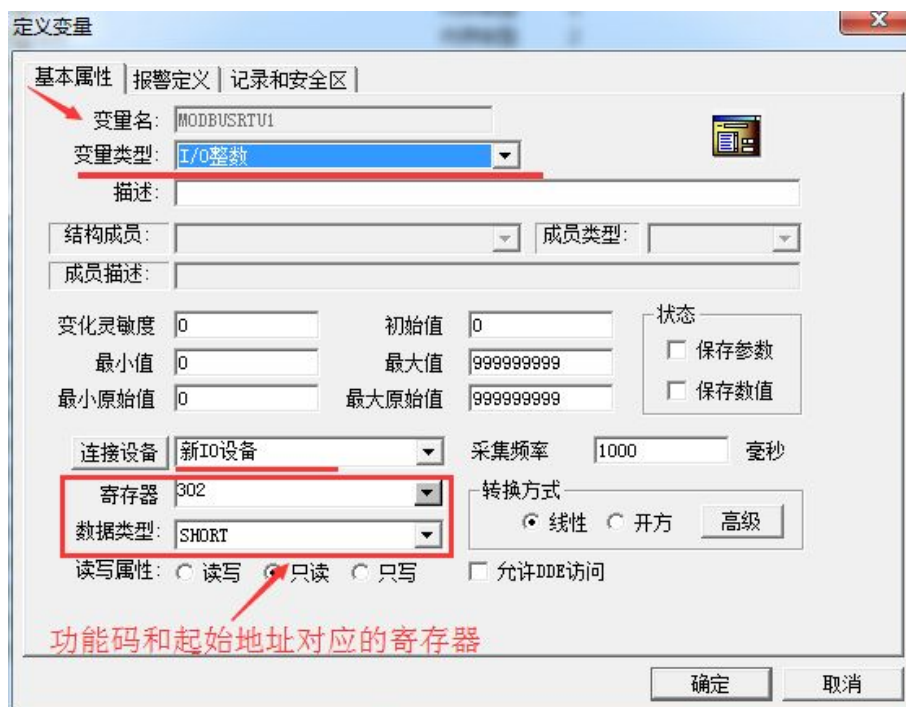 定义变量
基本属性 报警定义 记录和安全区
变量名: MODBUSRTU1
变量类型: I/O整数
描述:
结构成员: 成员类型:
成员描述:
变化灵敏度 0 初始值 0
最小值 0 最大值 999999999
最小原始值 0 最大原始值 999999999
状态
保存参数
保存数值
连接设备 新IO设备 采集频率 1000 毫秒
寄存器 302
数据类型: SHORT
转换方式
线性 开方 高级
读写属性: 读写 只读 只写 允许DDE访问
功能码和起始地址对应的寄存器
确定 取消